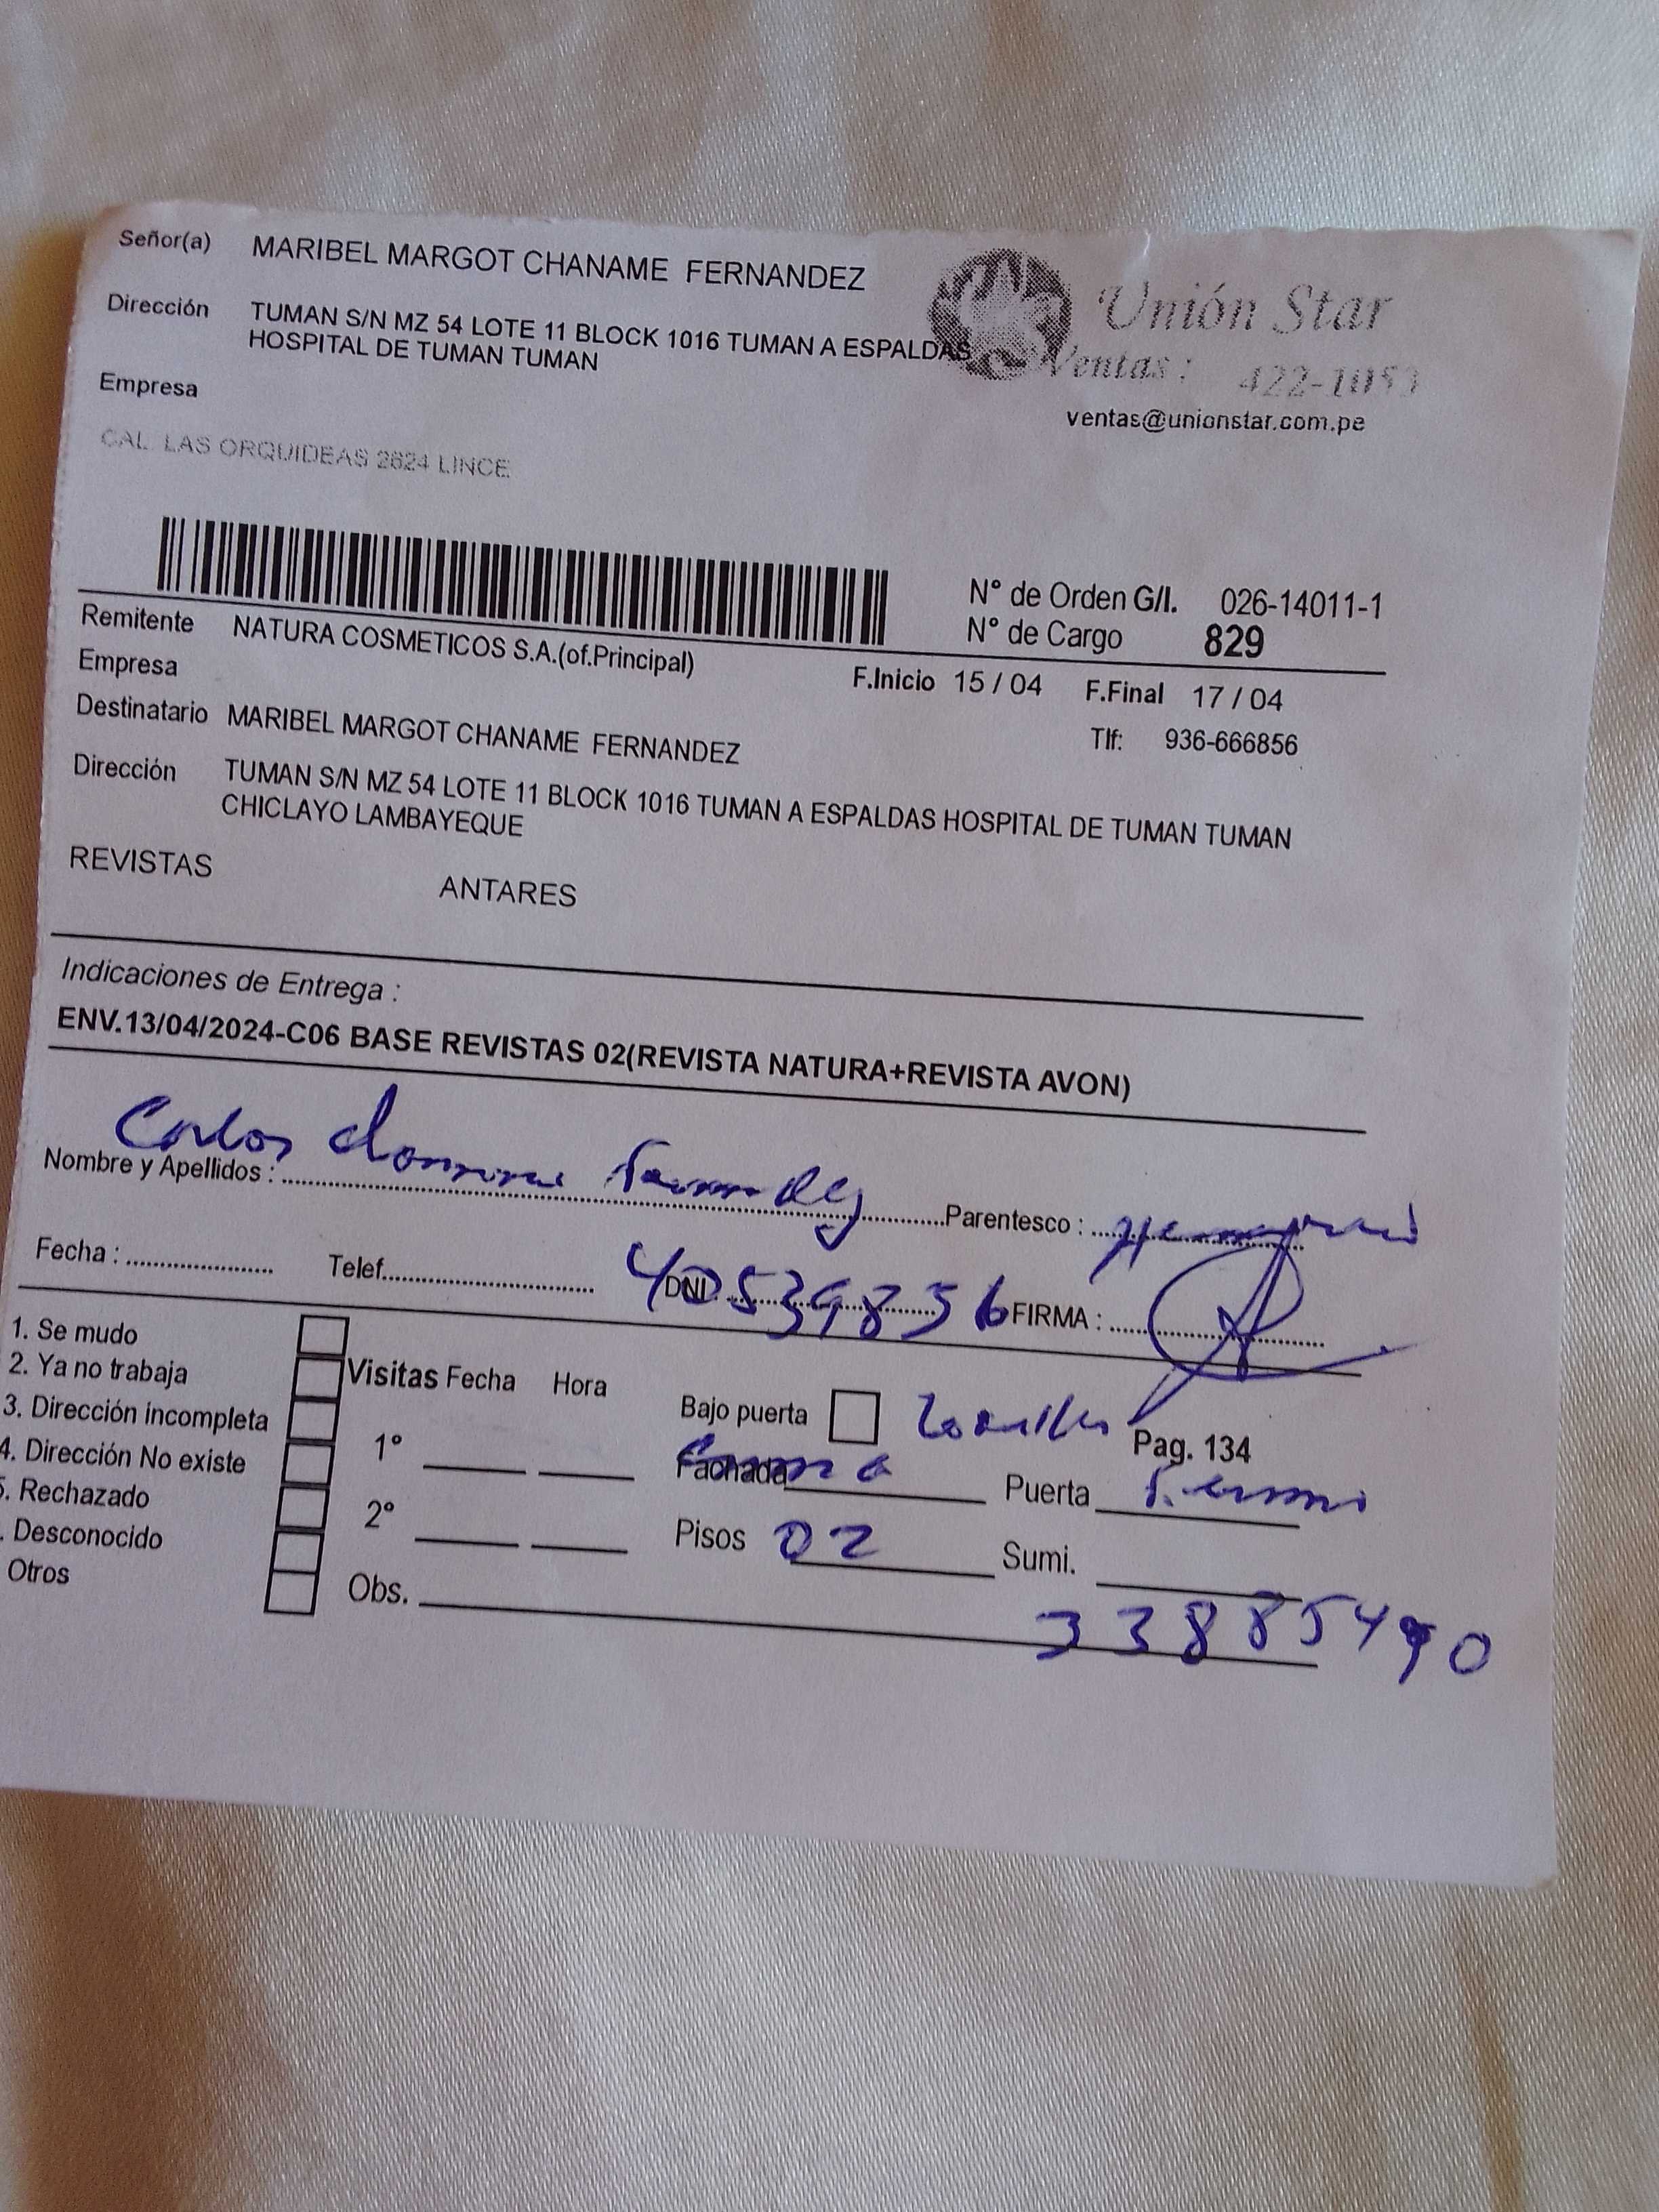 Señor(a) MARIBEL MARGOT CHANAME FERNANDEZ
Unión Star
Dirección TUMAN S/N MZ 54 LOTE 11 BLOCK 1016 TUMAN A ESPALDAS
HOSPITAL DE TUMAN TUMAN
Ventas : 422-1053
Empresa
ventas@unionstar.com.pe
CAL LAS ORQUIDEAS 2624 LINCE
N° de Orden G/I. 026-14011-1
N° de Cargo 829
Remitente NATURA COSMETICOS S.A.(of.Principal)
Empresa
F.Inicio 15 / 04 F.Final 17 / 04
Destinatario MARIBEL MARGOT CHANAME FERNANDEZ
Tlf: 936-666856
Dirección TUMAN S/N MZ 54 LOTE 11 BLOCK 1016 TUMAN A ESPALDAS HOSPITAL DE TUMAN TUMAN
CHICLAYO LAMBAYEQUE
REVISTAS ANTARES
Indicaciones de Entrega :
ENV.13/04/2024-C06 BASE REVISTAS 02(REVISTA NATURA+REVISTA AVON)
Nombre y Apellidos : Carlos Parentesco :
Fecha : Telef. DNI 40539836 FIRMA :
1. Se mudo
2. Ya no trabaja
3. Dirección incompleta
4. Dirección No existe
5. Rechazado
. Desconocido
Otros
Visitas Fecha Hora
1°
2°
Obs.
Bajo puerta
Pag. 134
Fachada Puerta
Pisos 02 Sumi.
33885490